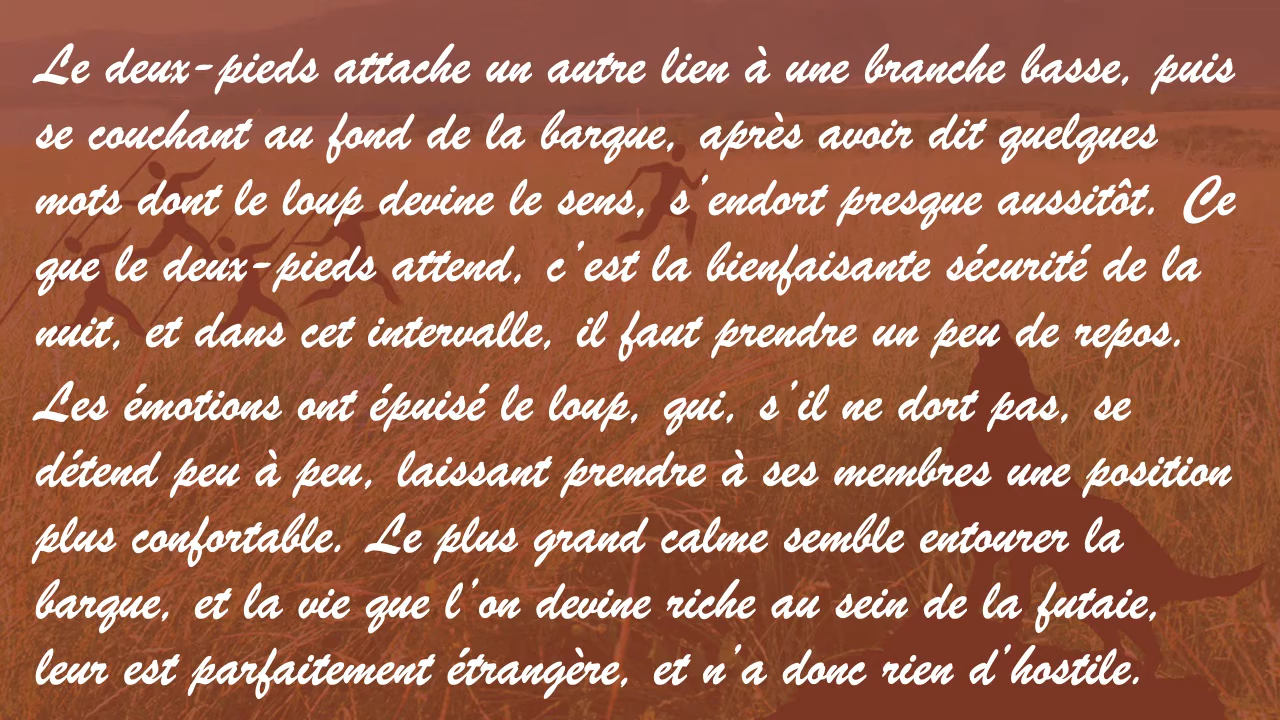 Le deux-pieds attache un autre lien à une branche basse, puis
se couchant au fond de la barque, après avoir dit quelques
mots dont le loup devine le sens, s'endort presque aussitôt. Ce
que le deux-pieds attend, c'est la bienfaisante sécurité de la
nuit, et dans cet intervalle, il faut prendre un peu de repos.
Les émotions ont épuisé le loup, qui, s'il ne dort pas, se
détend peu à peu, laissant prendre à ses membres une position
plus confortable. Le plus grand calme semble entourer la
barque, et la vie que l'on devine riche au sein de la futaie,
leur est parfaitement étrangère, et n'a donc rien d'hostile.